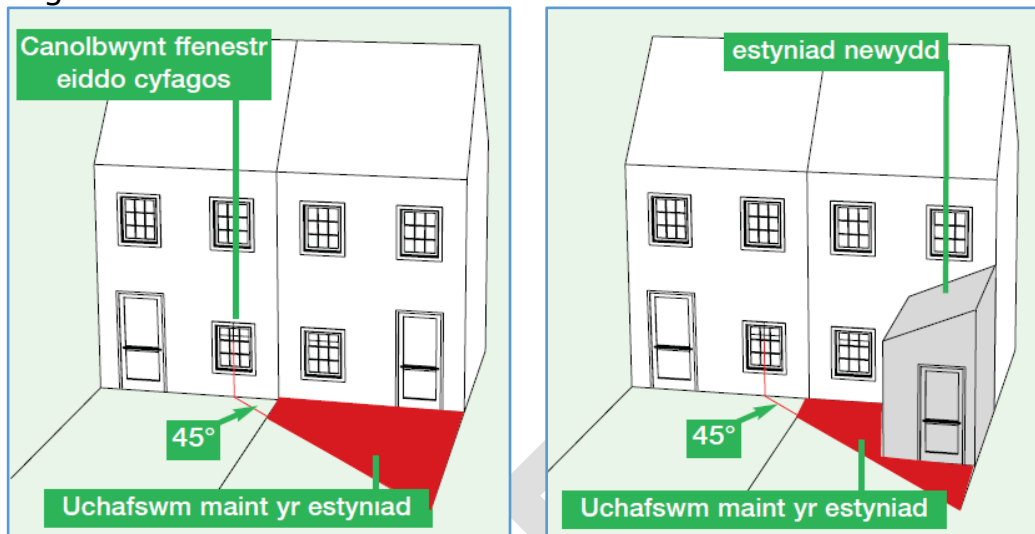 Canolbwynt ffenestr
eiddo cyfagos
45°
Uchafswm maint yr estyniad
estyniad newydd
45°
Uchafswm maint yr estyniad